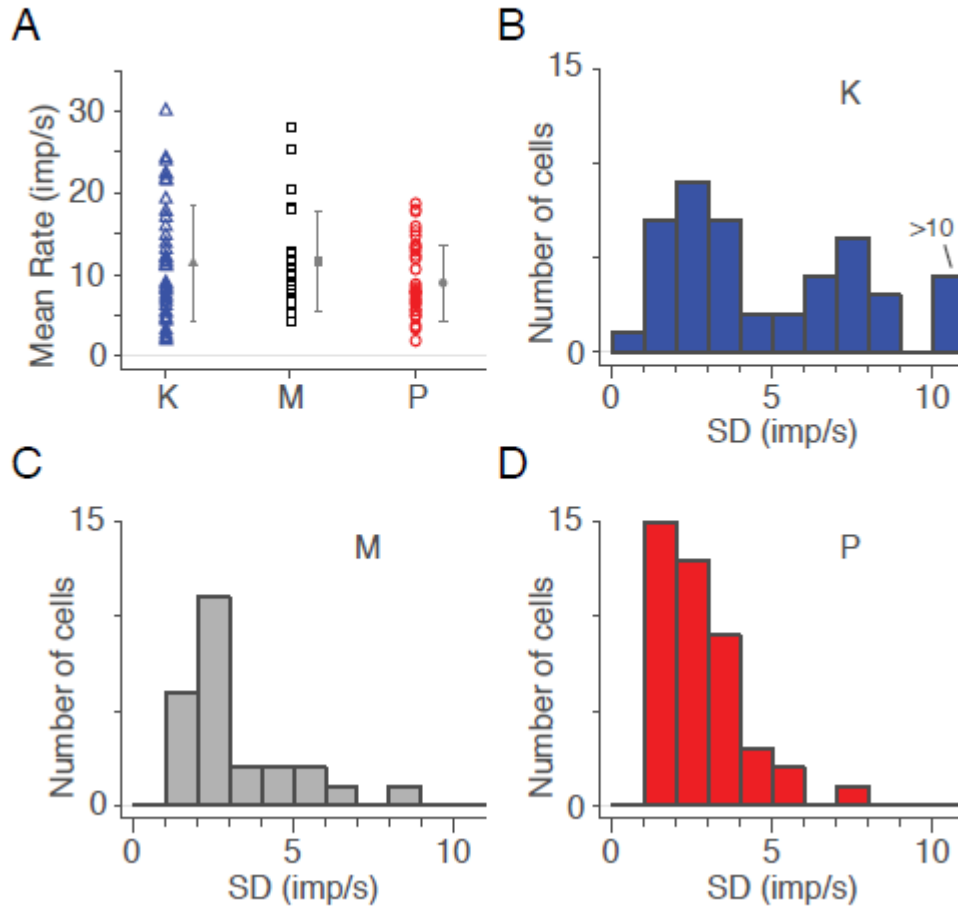 A
Mean Rate (imp/s)
30
20
10
0
K M P
B
Number of cells
15
0
K
>10
0 5 10
SD (imp/s)
C
Number of cells
15
0
M
0 5 10
SD (imp/s)
D
Number of cells
15
0
P
0 5 10
SD (imp/s)